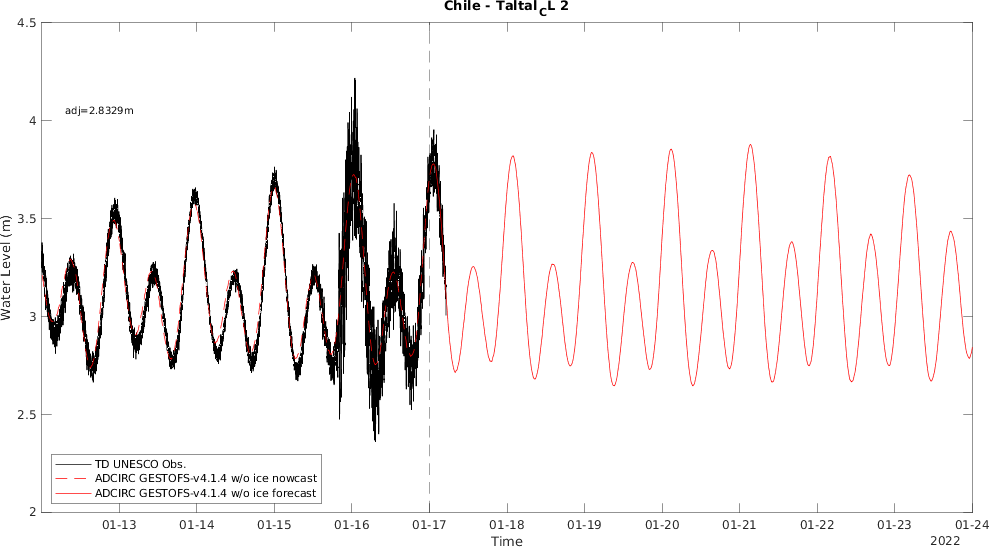 Chile - Taltal_CL 2
4.5
4
3.5
3
2.5
2
Water Level (m)
adj=2.8329m
TD UNESCO Obs.
ADCIRC GESTOFS-v4.1.4 w/o ice nowcast
ADCIRC GESTOFS-v4.1.4 w/o ice forecast
01-13 01-14 01-15 01-16 01-17 01-18 01-19 01-20 01-21 01-22 01-23 01-24
Time
2022